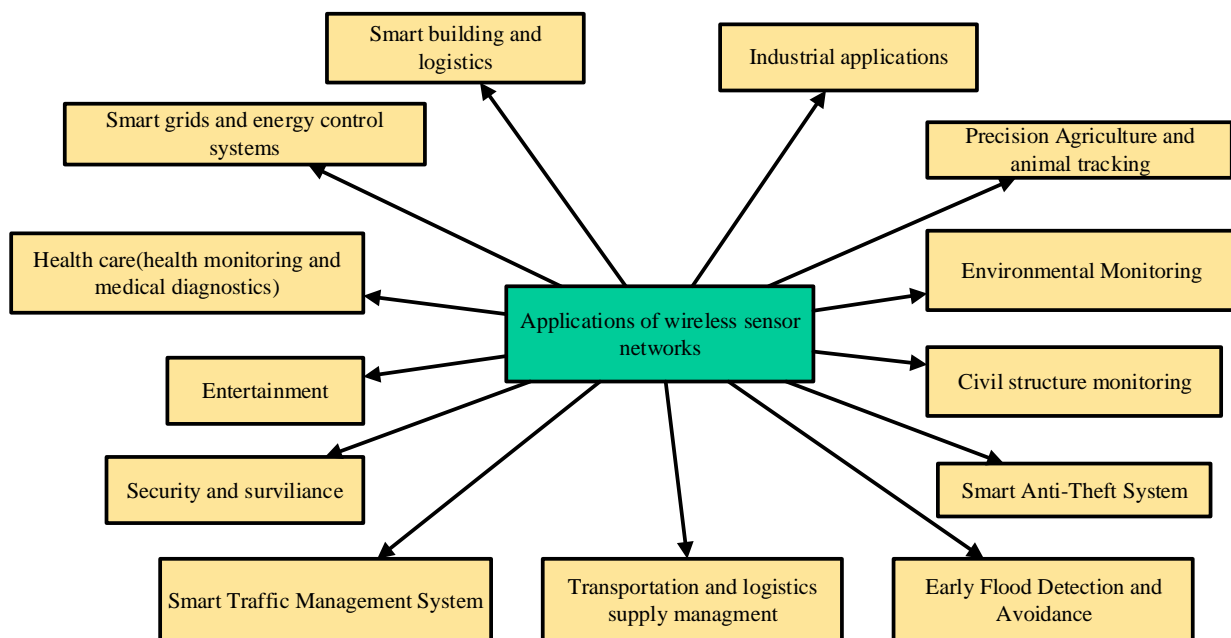 Smart building and
logistics
Industrial applications
Smart grids and energy control
systems
Precision Agriculture and
animal tracking
Health care(health monitoring and
medical diagnostics)
Environmental Monitoring
Applications of wireless sensor
networks
Entertainment
Civil structure monitoring
Security and surviliance
Smart Anti-Theft System
Smart Traffic Management System
Transportation and logistics
supply managment
Early Flood Detection and
Avoidance